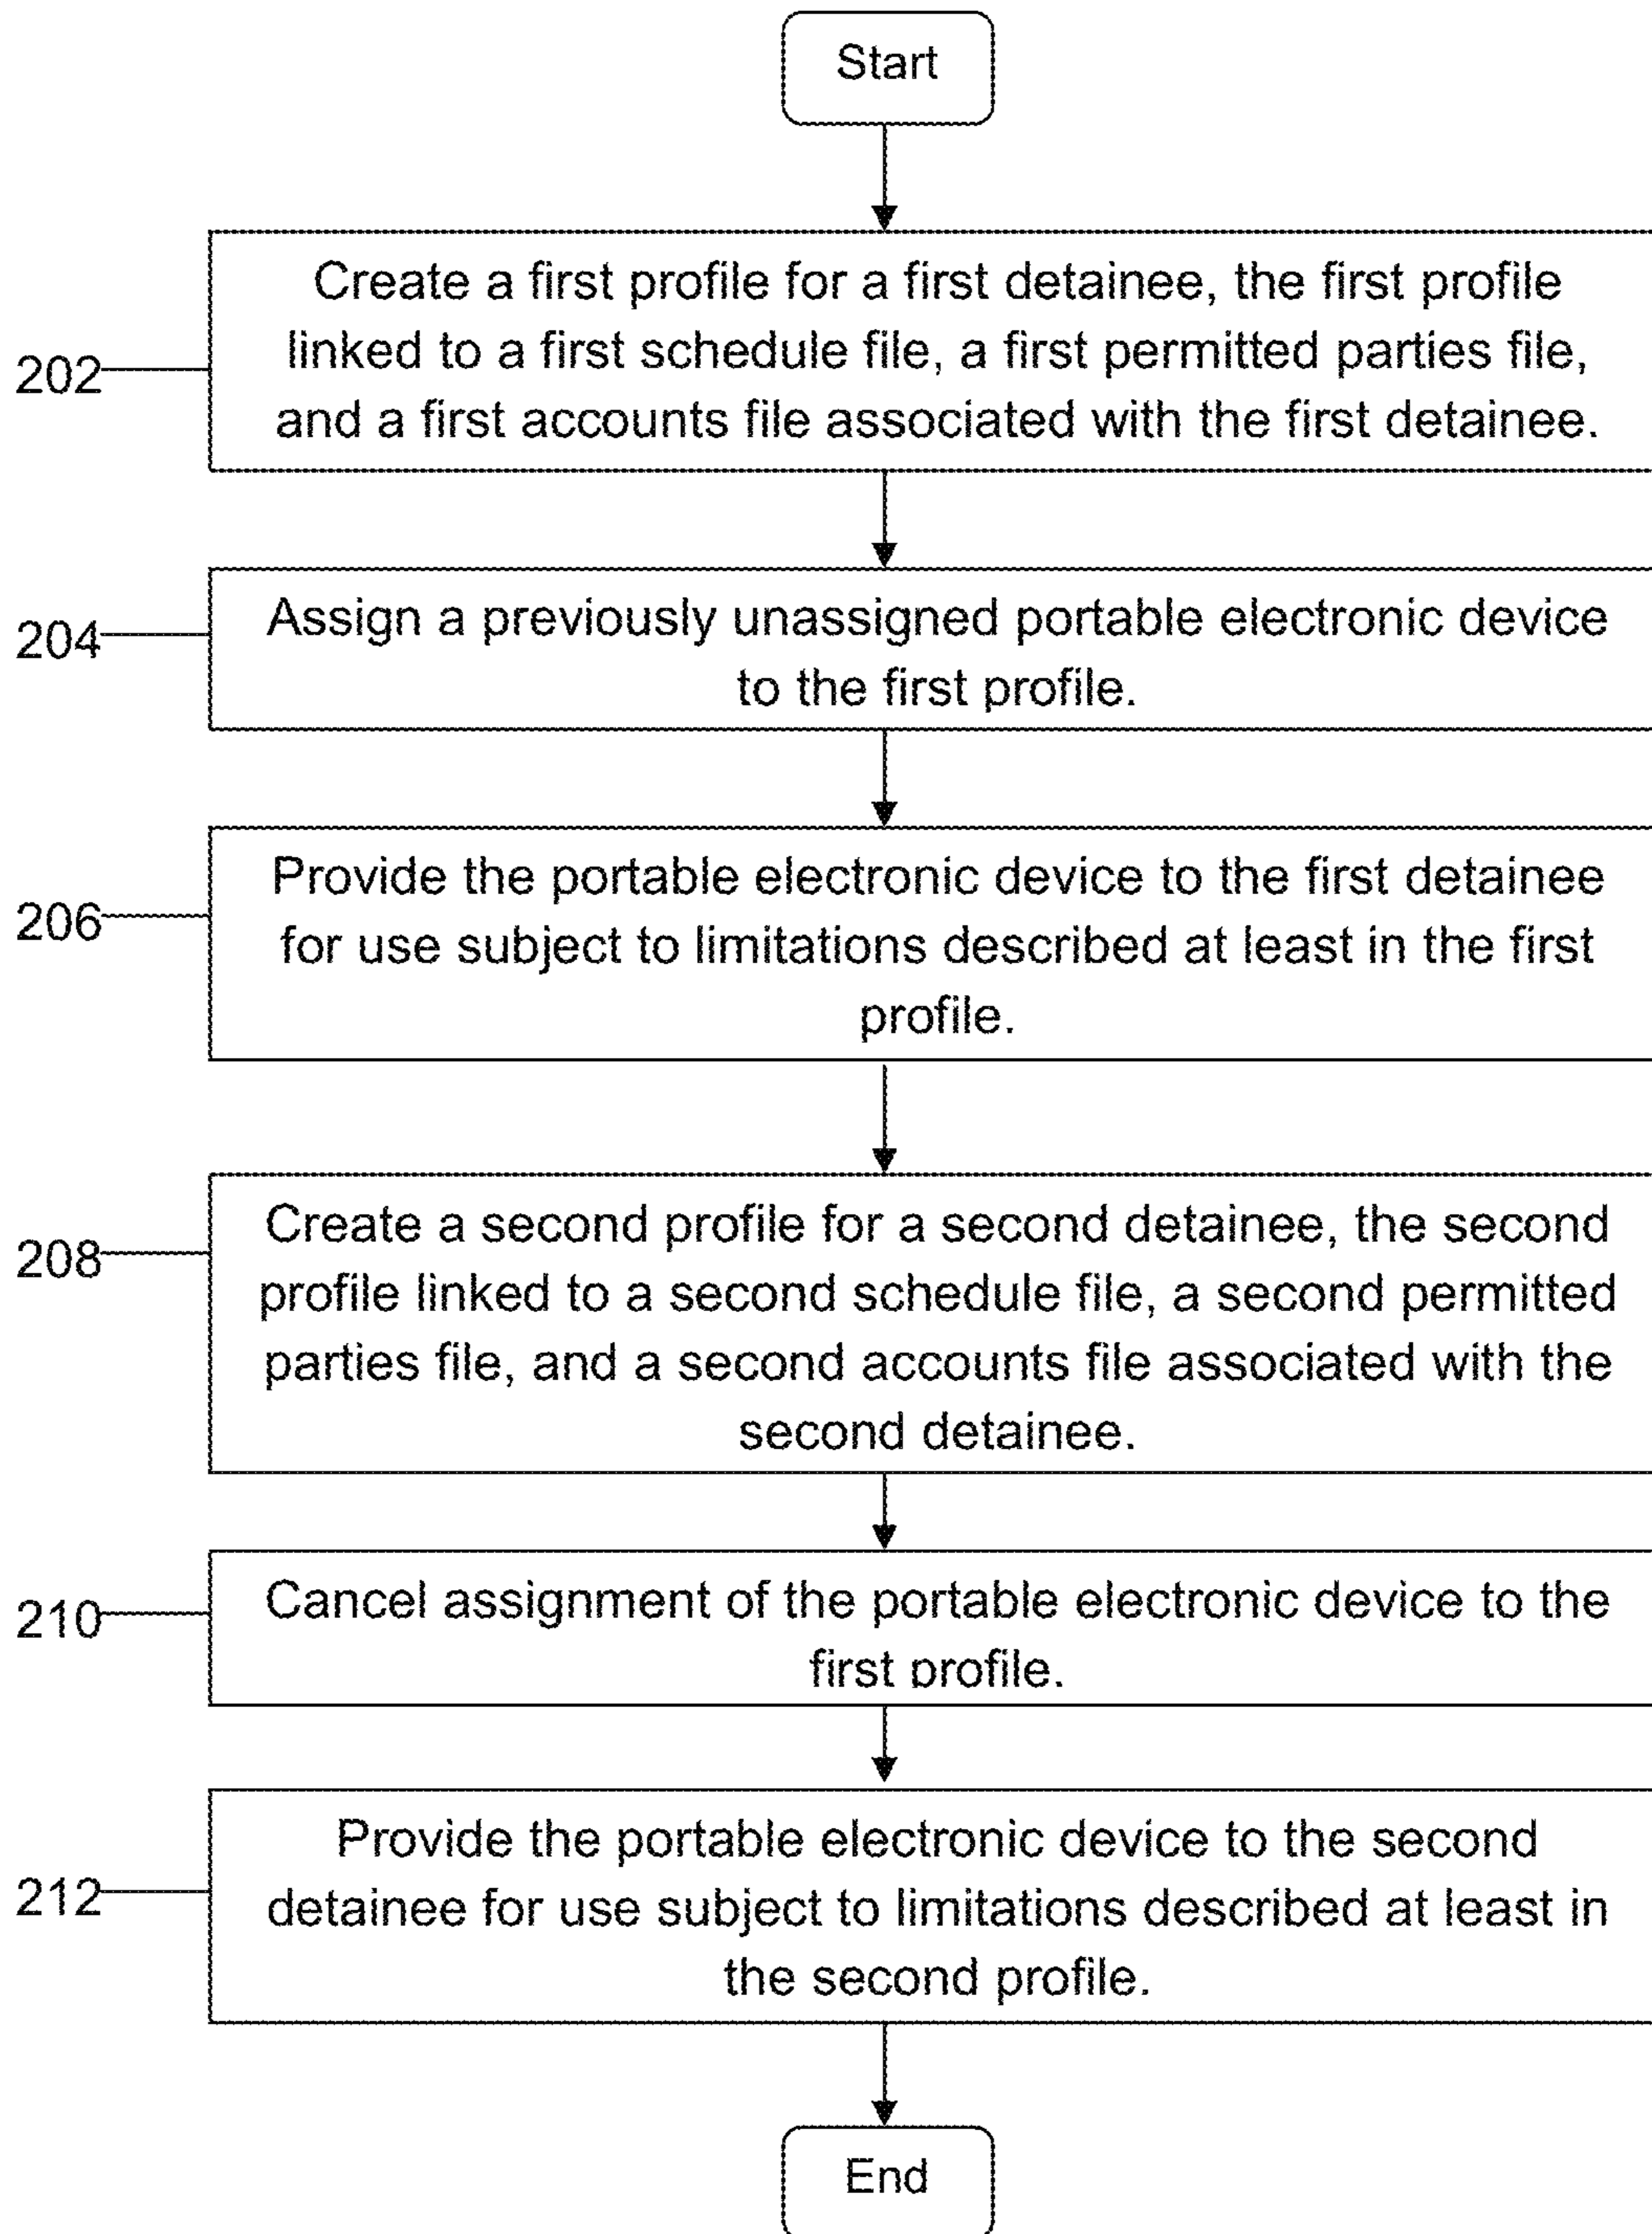 Start
202
Create a first profile for a first detainee, the first profile
linked to a first schedule file, a first permitted parties file,
and a first accounts file associated with the first detainee.
204
Assign a previously unassigned portable electronic device
to the first profile.
206
Provide the portable electronic device to the first detainee
for use subject to limitations described at least in the first
profile.
208
Create a second profile for a second detainee, the second
profile linked to a second schedule file, a second permitted
parties file, and a second accounts file associated with the
second detainee.
210
Cancel assignment of the portable electronic device to the
first profile.
212
Provide the portable electronic device to the second
detainee for use subject to limitations described at least in
the second profile.
End